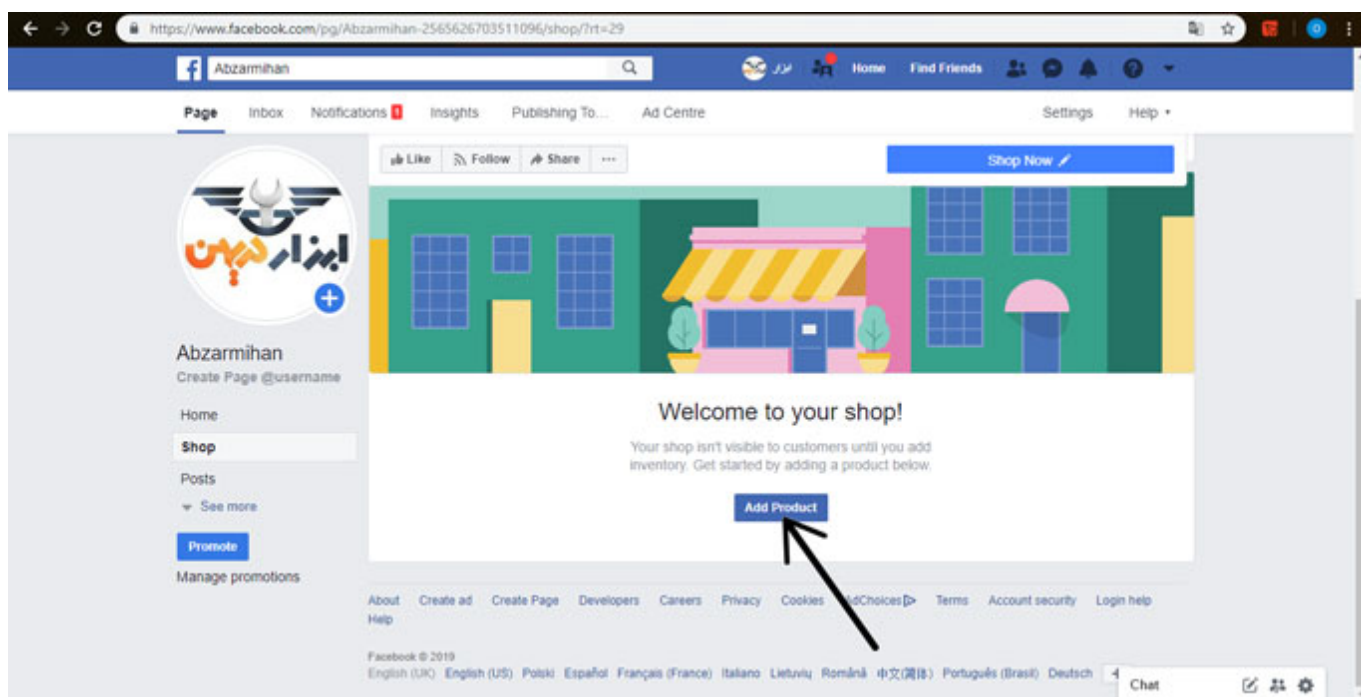 https://www.facebook.com/pg/Abzarmihan-2565626703511096/shop/?rt=29
Abzarmihan
ابزار
Home
Find Friends
Page Inbox Notifications 1 Insights Publishing To... Ad Centre Settings Help
Like Follow Share ...
Shop Now
ابزار میهن
Abzarmihan
Create Page @username
Home
Shop
Posts
See more
Promote
Manage promotions
Welcome to your shop!
Your shop isn't visible to customers until you add
inventory. Get started by adding a product below.
Add Product
About Create ad Create Page Developers Careers Privacy Cookies AdChoices Terms Account security Login help
Help
Facebook © 2019
English (UK) English (US) Polski Español Français (France) Italiano Lietuvių Română 中文(简体) Português (Brasil) Deutsch
Chat